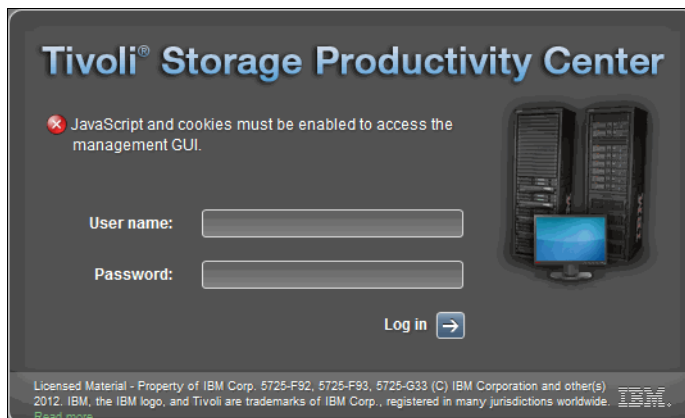 Tivoli® Storage Productivity Center
JavaScript and cookies must be enabled to access the
management GUI.
User name:
Password:
Log in
Licensed Material - Property of IBM Corp. 5725-F92, 5725-F93, 5725-G33 (C) IBM Corporation and other(s)
2012. IBM, the IBM logo, and Tivoli are trademarks of IBM Corp., registered in many jurisdictions worldwide.
IBM.
Read more